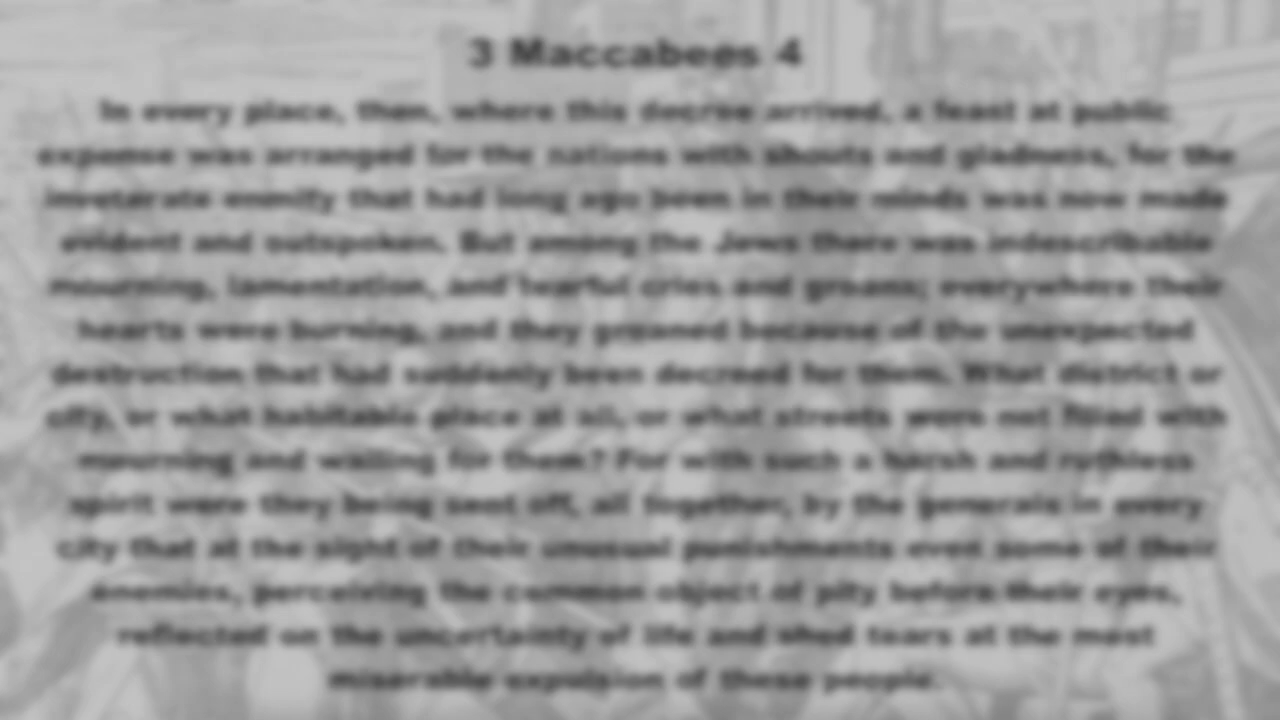 3 Maccabees 4
In every place, then, where this decree arrived, a feast at public
expense was arranged for the nations with shouts and gladness, for the
inveterate enmity that had long ago been in their minds was now made
evident and outspoken. But among the Jews there was indescribable
mourning, lamentation, and tearful cries and groans; everywhere their
hearts were burning, and they groaned because of the unexpected
destruction that had suddenly been decreed for them. What district or
city, or what habitable place at all, or what streets were not filled with
mourning and wailing for them? For with such a harsh and ruthless
spirit were they being sent off, all together, by the generals in every
city that at the sight of their unusual punishments even some of their
enemies, perceiving the common object of pity before their eyes,
reflected on the uncertainty of life and shed tears at the most
miserable expulsion of these people.